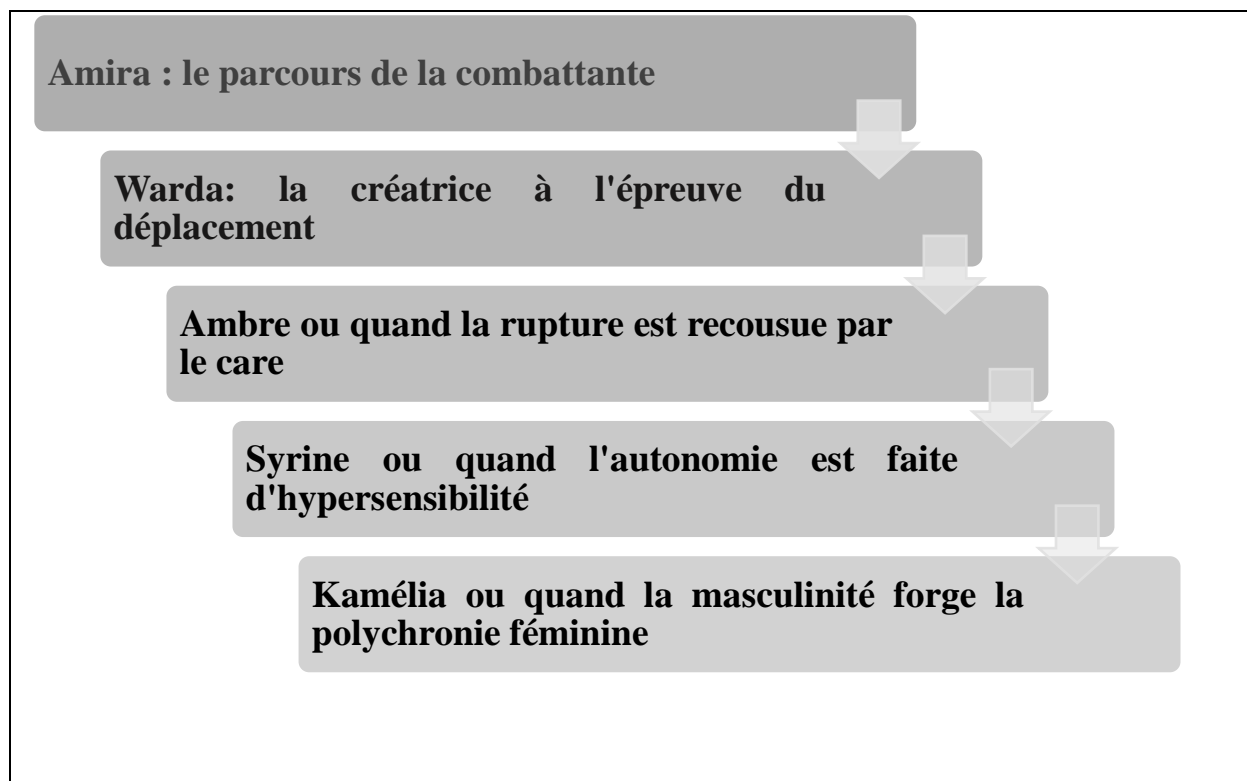 Amira : le parcours de la combattante
Warda: la créatrice à l'épreuve du
déplacement
Ambre ou quand la rupture est recousue par
le care
Syrine ou quand l'autonomie est faite
d'hypersensibilité
Kamélia ou quand la masculinité forge la
polychronie féminine